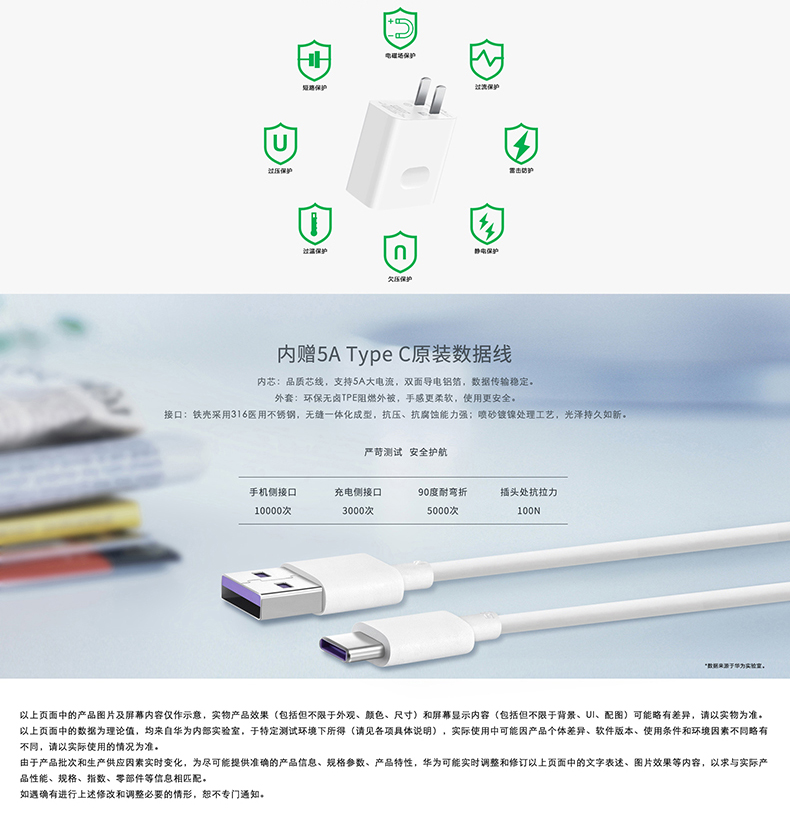 电磁场保护
短路保护
过流保护
U
过压保护
雷击防护
过温保护
静电保护
欠压保护
内赠5A Type C原装数据线
内芯：品质芯线，支持5A大电流，双面导电铝箔，数据传输稳定。
外套：环保无卤TPE阻燃外被，手感更柔软，使用更安全。
接口：铁壳采用316医用不锈钢，无缝一体化成型，抗压、抗腐蚀能力强；喷砂镀镍处理工艺，光泽持久如新。
严苛测试 安全护航
手机侧接口 充电侧接口 90度耐弯折 插头处抗拉力
10000次 3000次 5000次 100N
*数据来源于华为实验室。
以上页面中的产品图片及屏幕内容仅作示意，实物产品效果（包括但不限于外观、颜色、尺寸）和屏幕显示内容（包括但不限于背景、UI、配图）可能略有差异，请以实物为准。
以上页面中的数据为理论值，均来自华为内部实验室，于特定测试环境下所得（请见各项具体说明），实际使用中可能因产品个体差异、软件版本、使用条件和环境因素不同略有
不同，请以实际使用的情况为准。
由于产品批次和生产供应因素实时变化，为尽可能提供准确的产品信息、规格参数、产品特性，华为可能实时调整和修订以上页面中的文字表述、图片效果等内容，以求与实际产
品性能、规格、指数、零部件等信息相匹配。
如遇确有进行上述修改和调整必要的情形，恕不专门通知。